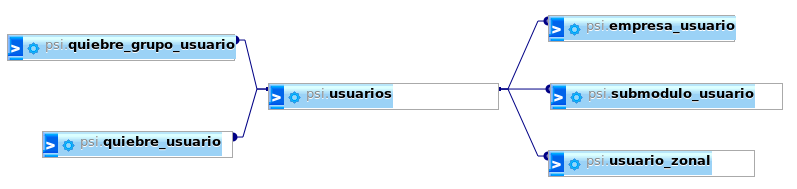 psi.quiebre_grupo_usuario
psi.quiebre_usuario
psi.usuarios
psi.empresa_usuario
psi.submodulo_usuario
psi.usuario_zonal